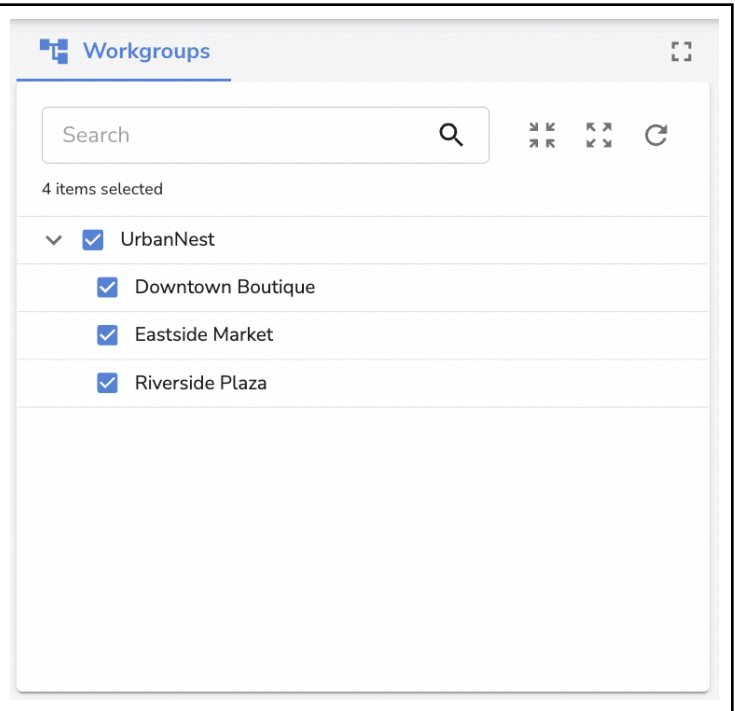 Workgroups
Search
4 items selected
UrbanNest
Downtown Boutique
Eastside Market
Riverside Plaza